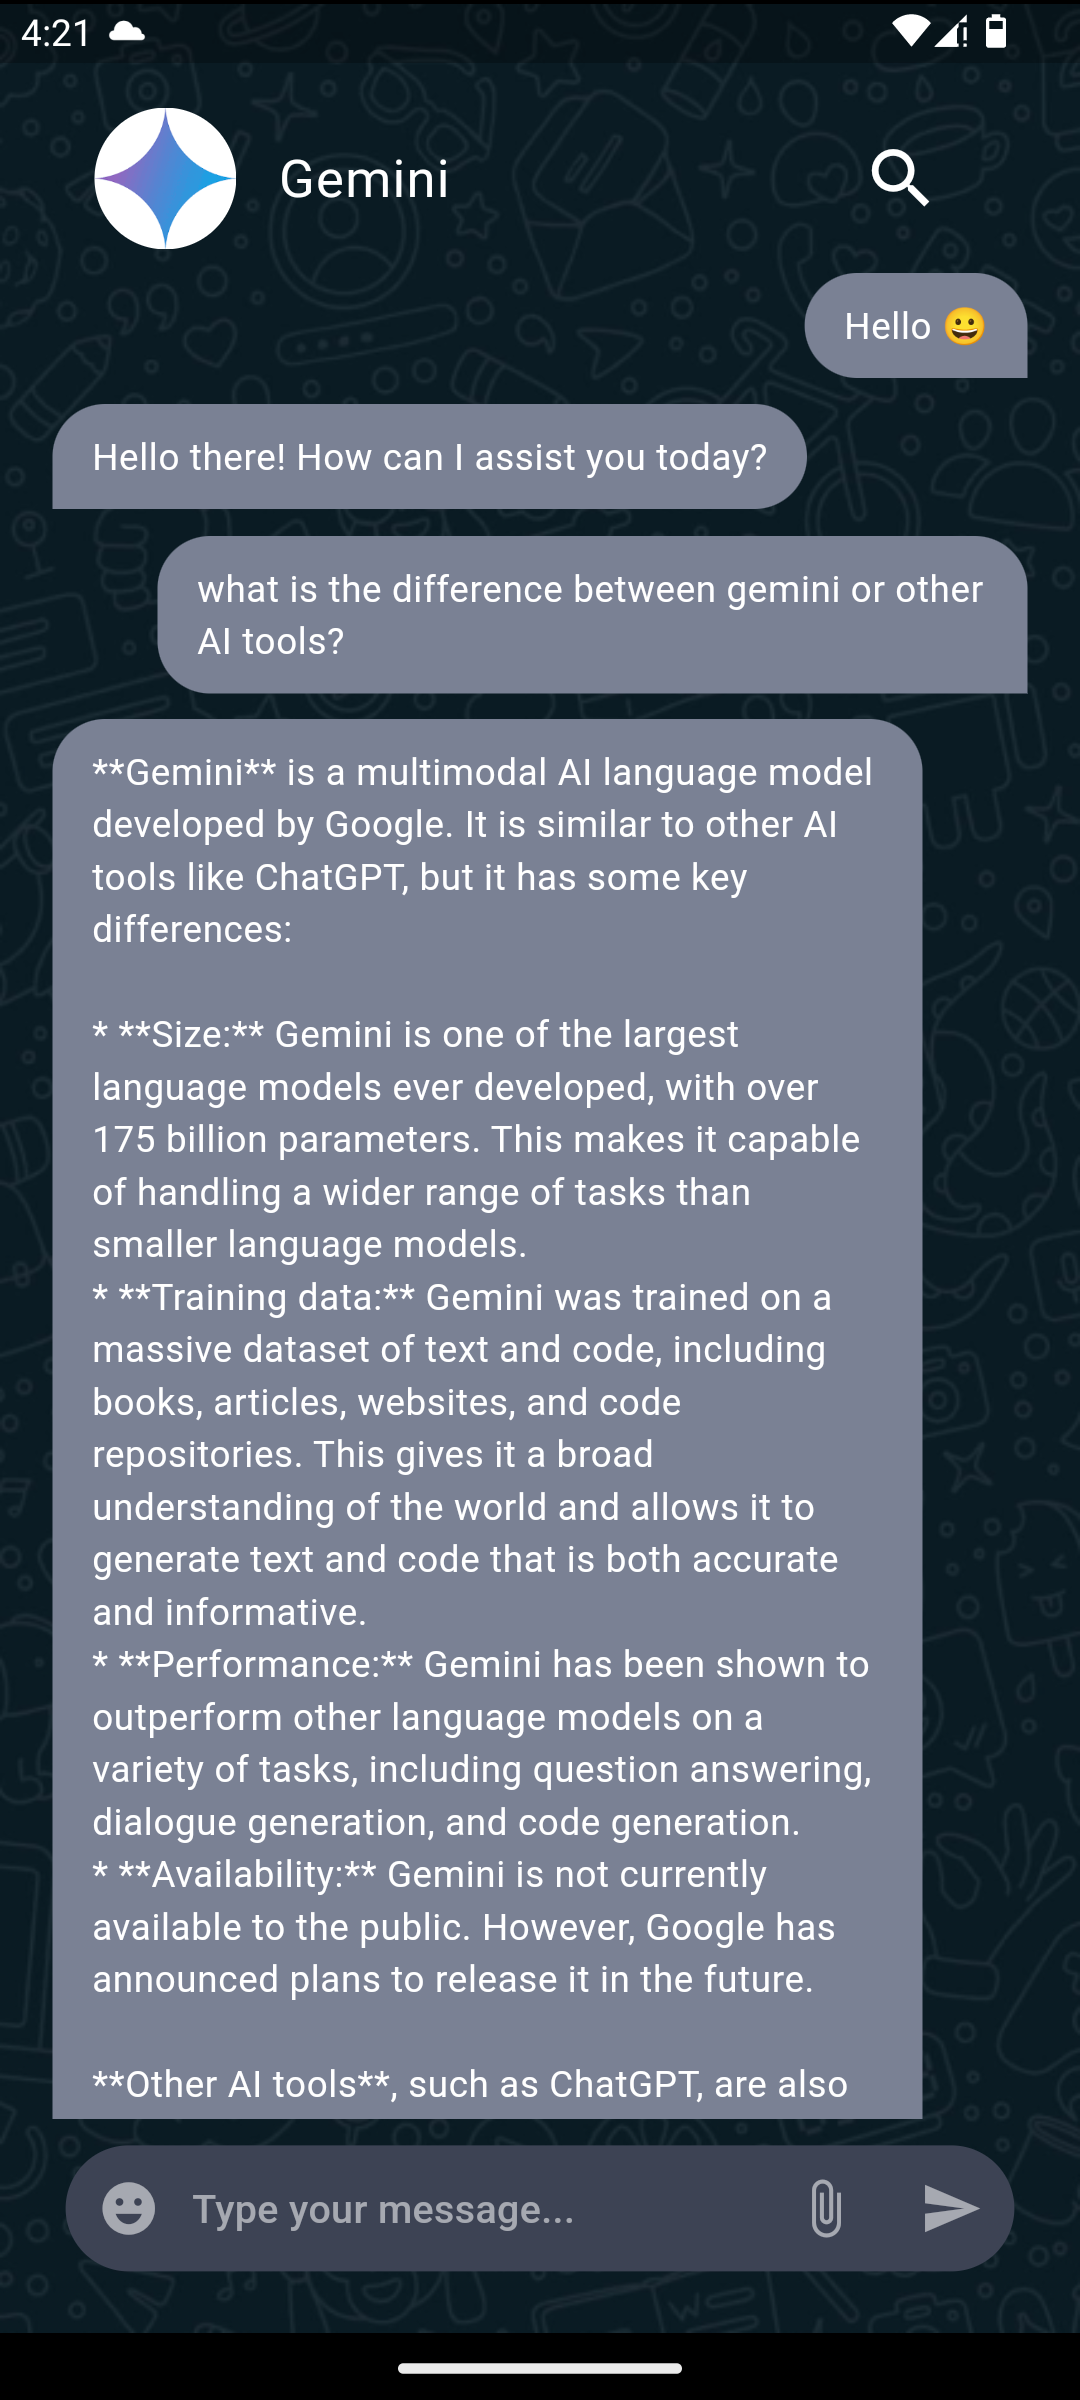 4:21
Gemini
Hello 😀
Hello there! How can I assist you today?
what is the difference between gemini or other
AI tools?
**Gemini** is a multimodal AI language model
developed by Google. It is similar to other AI
tools like ChatGPT, but it has some key
differences:
* **Size:** Gemini is one of the largest
language models ever developed, with over
175 billion parameters. This makes it capable
of handling a wider range of tasks than
smaller language models.
* **Training data:** Gemini was trained on a
massive dataset of text and code, including
books, articles, websites, and code
repositories. This gives it a broad
understanding of the world and allows it to
generate text and code that is both accurate
and informative.
* **Performance:** Gemini has been shown to
outperform other language models on a
variety of tasks, including question answering,
dialogue generation, and code generation.
* **Availability:** Gemini is not currently
available to the public. However, Google has
announced plans to release it in the future.
**Other AI tools**, such as ChatGPT, are also
Type your message...